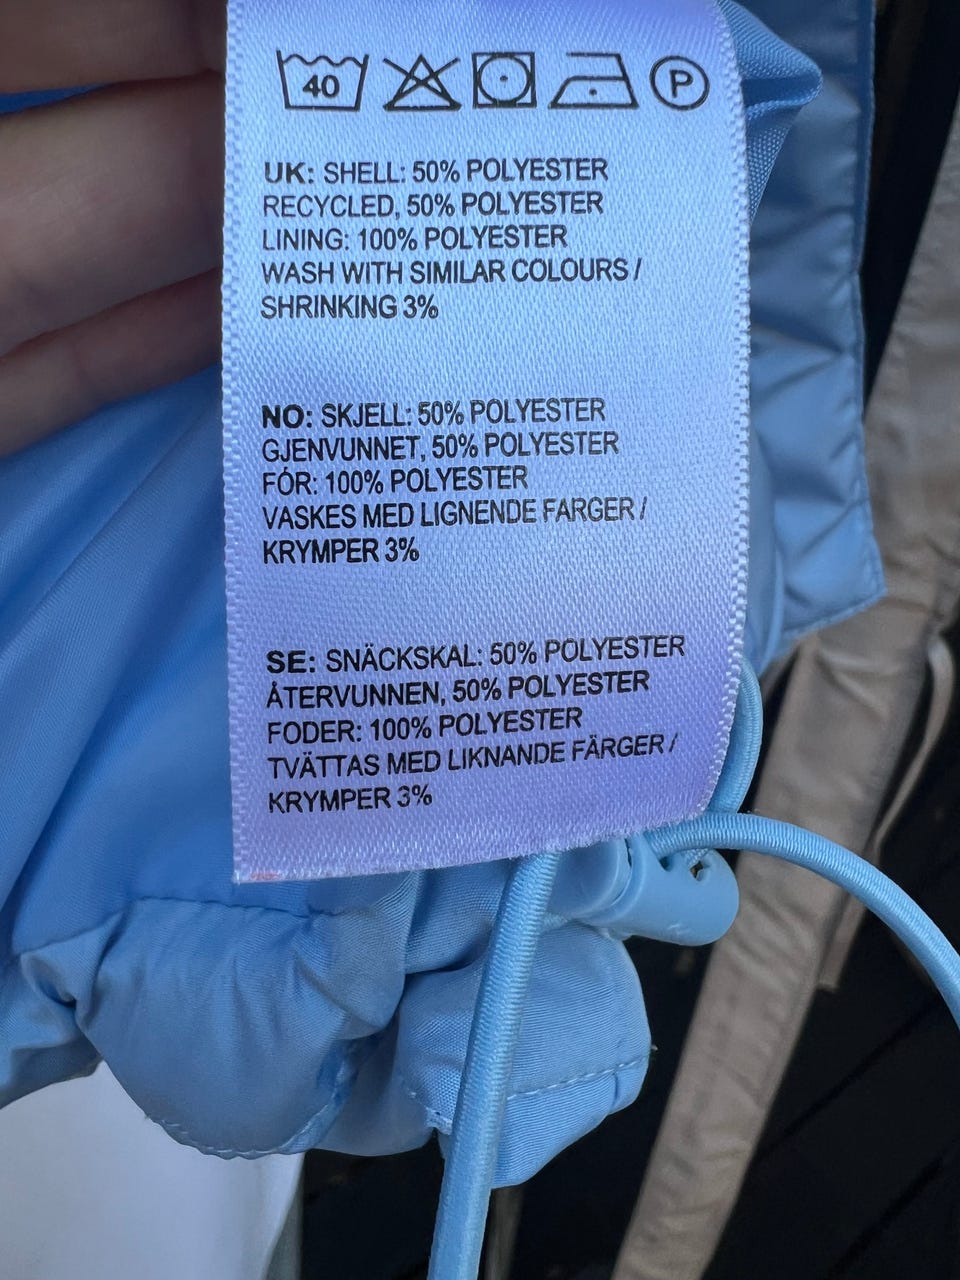 40 P
UK: SHELL: 50% POLYESTER
RECYCLED, 50% POLYESTER
LINING: 100% POLYESTER
WASH WITH SIMILAR COLOURS /
SHRINKING 3%
NO: SKJELL: 50% POLYESTER
GJENVUNNET, 50% POLYESTER
FÓR: 100% POLYESTER
VASKES MED LIGNENDE FARGER /
KRYMPER 3%
SE: SNÄCKSKAL: 50% POLYESTER
ÅTERVUNNEN, 50% POLYESTER
FODER: 100% POLYESTER
TVÄTTAS MED LIKNANDE FÄRGER /
KRYMPER 3%